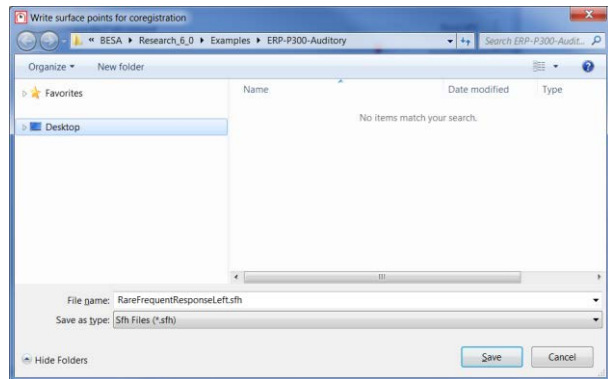 Write surface points for coregistration
« BESA ▸ Research_6_0 ▸ Examples ▸ ERP-P300-Auditory
Search ERP-P300-Audit...
Organize ▾ New folder
Name Date modified Type
Favorites
No items match your search.
Desktop
File name: RareFrequentResponseLeft.sfh
Save as type: Sfh Files (*.sfh)
Hide Folders Save Cancel